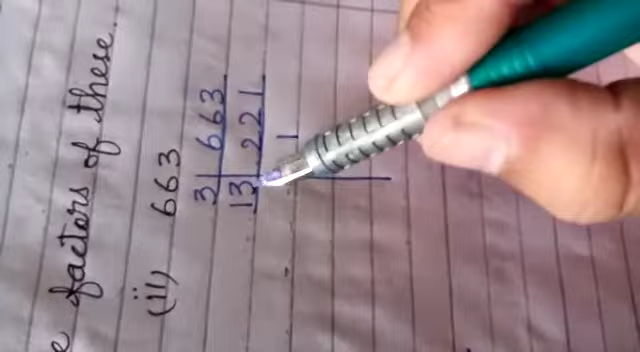 factors of these.
(ii) 663
3 663
13 221
1